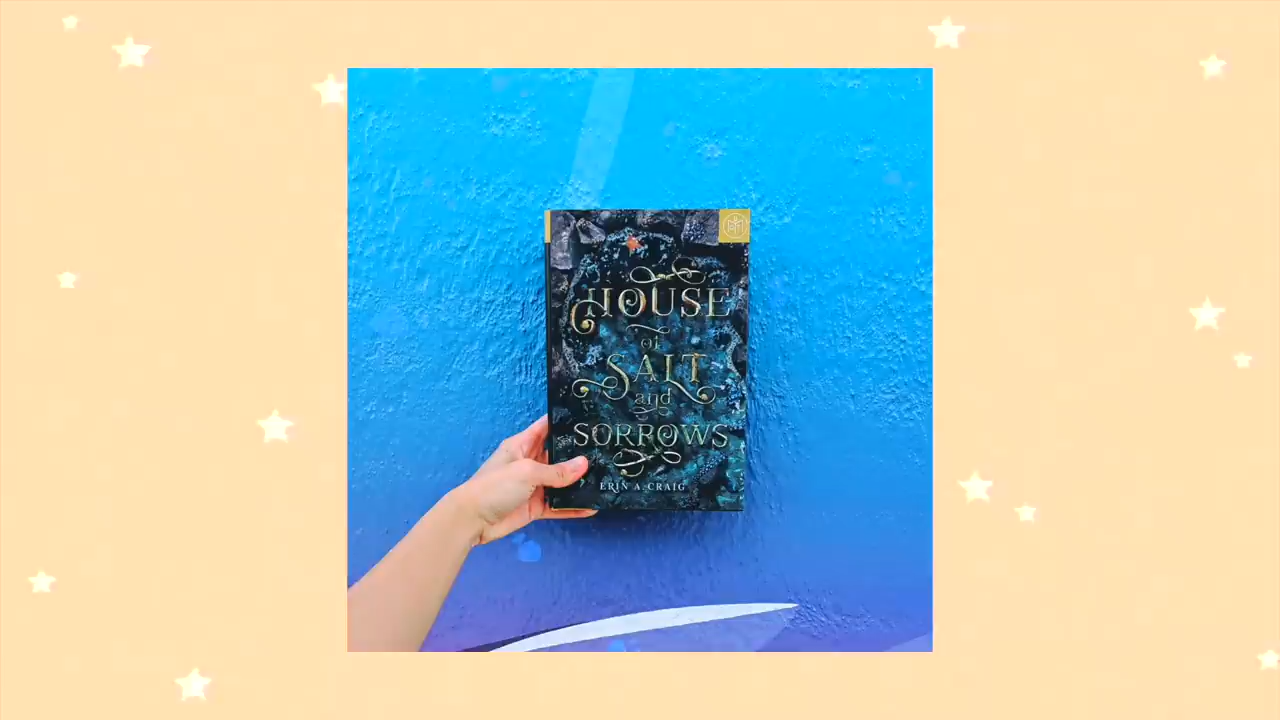 HOUSE
of
SALT
and
SORROWS
ERIN A. CRAIG